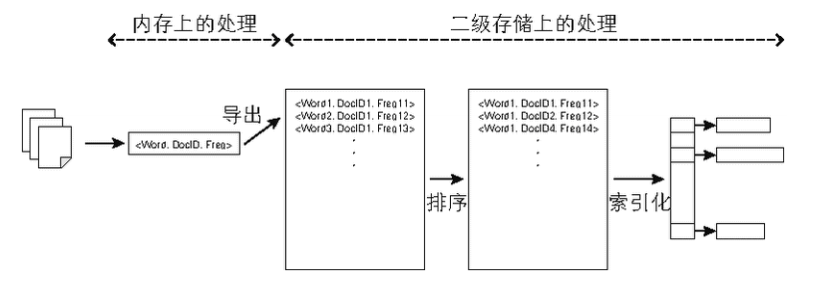 内存上的处理
二级存储上的处理
<Word. DocID. Freq>
导出
<Word1. DocID1. Freq11>
<Word2. DocID1. Freq12>
<Word3. DocID1. Freq13>
.
.
.
排序
<Word1. DocID1. Freq11>
<Word1. DocID2. Freq12>
<Word1. DocID4. Freq14>
.
.
.
索引化